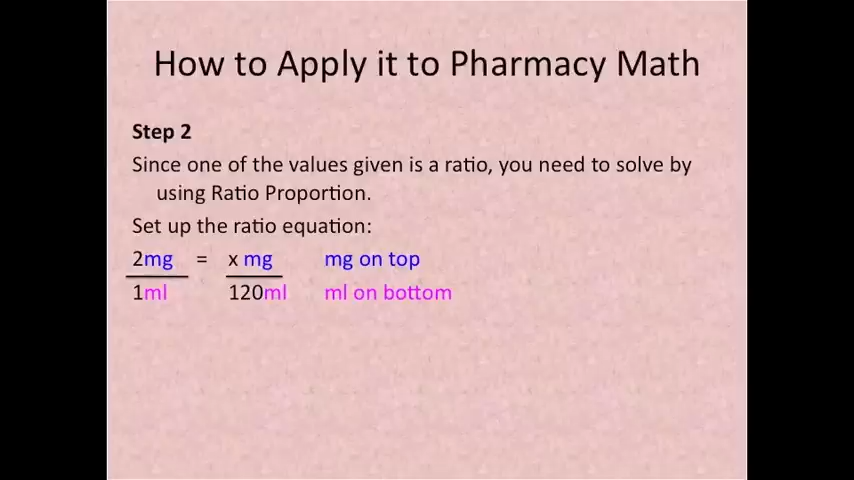 How to Apply it to Pharmacy Math
Step 2
Since one of the values given is a ratio, you need to solve by
using Ratio Proportion.
Set up the ratio equation:
2mg = x mg mg on top
1ml 120ml ml on bottom